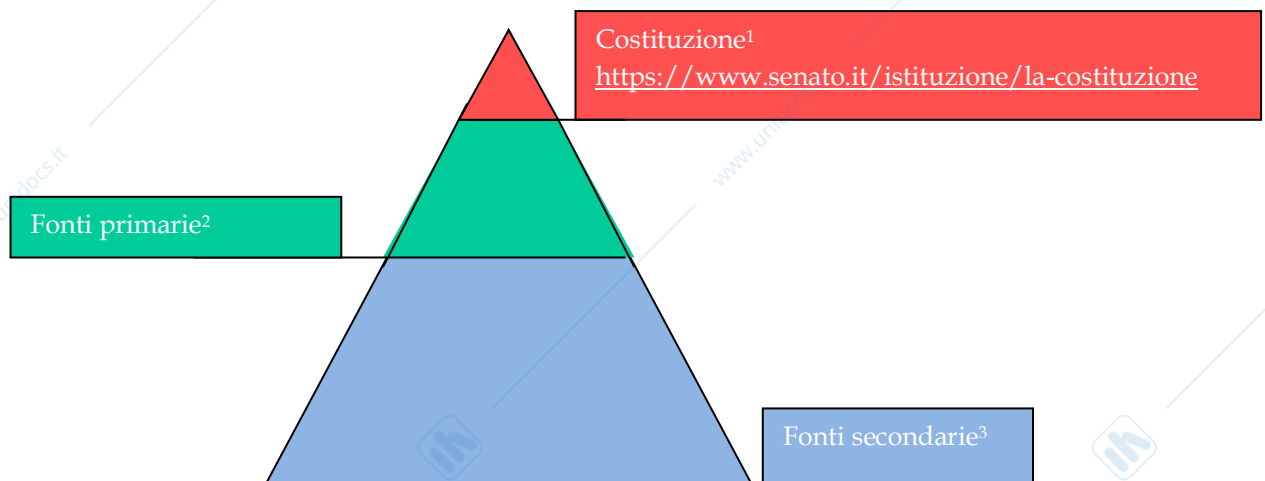 Costituzione¹
https://www.senato.it/istituzione/la-costituzione
Fonti primarie²
Fonti secondarie³